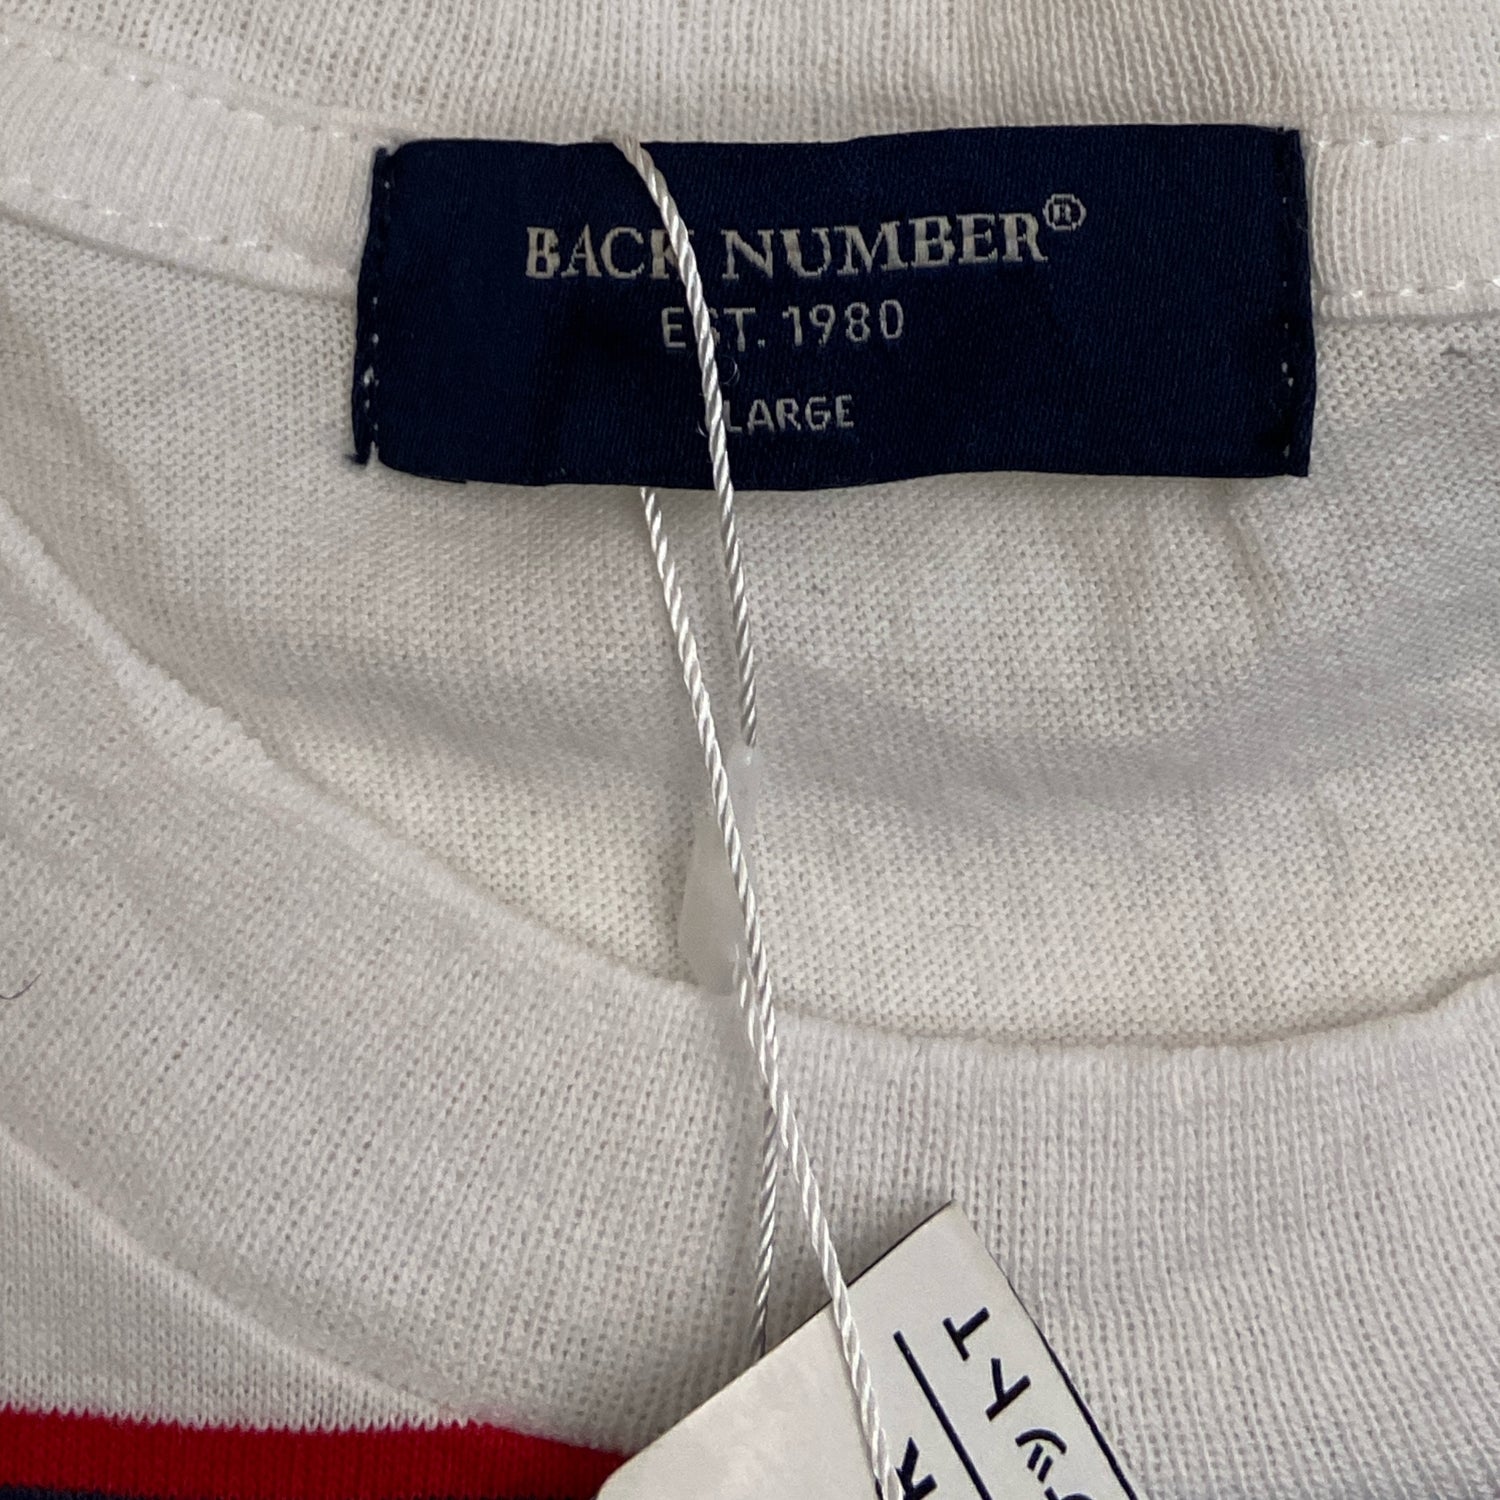 BACK NUMBER®
EST. 1980
LARGE